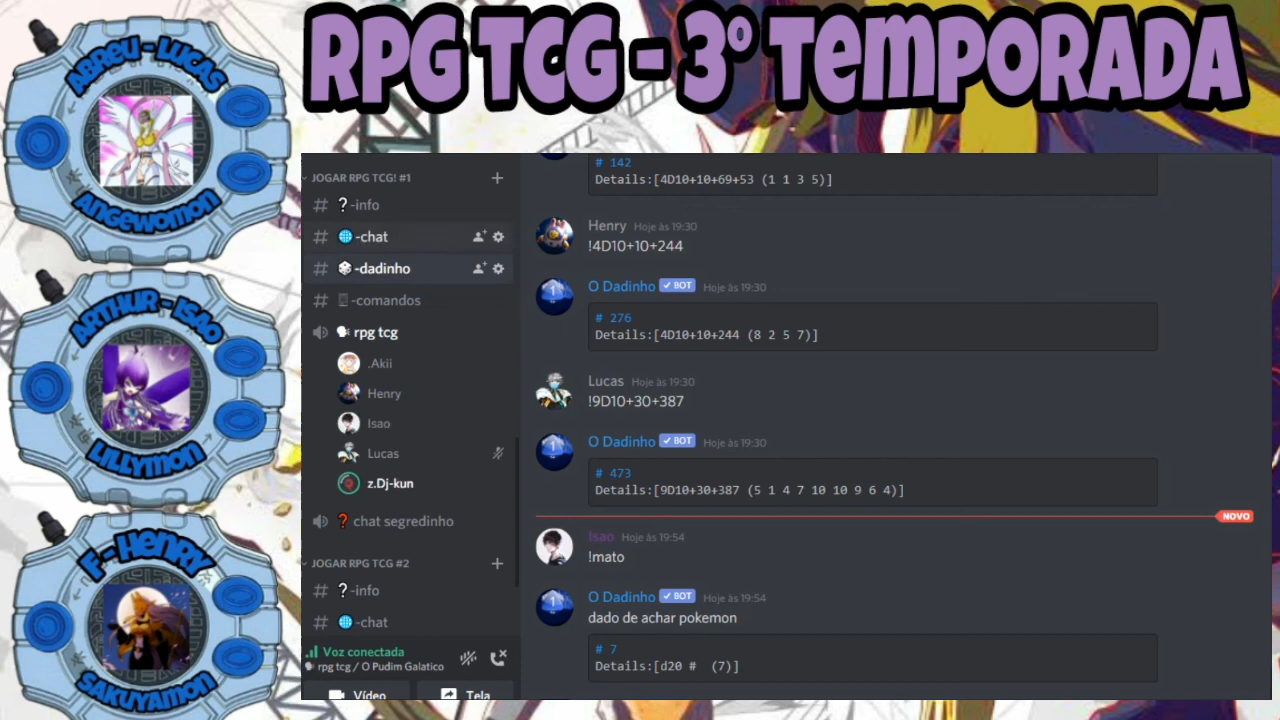 RPG TCG - 3º TEMPORADA
ABREU - LUCAS
ANGEWOMON
ARTHUR - ISAO
LILLYMON
F - HENRY
SAKUYAMON
JOGAR RPG TCG! #1
-info
-chat
-dadinho
-comandos
rpg tcg
.Akii
Henry
Isao
Lucas
z.Dj-kun
chat segredinho
JOGAR RPG TCG #2
-info
-chat
Voz conectada
rpg tcg / O Pudim Galatico
Vídeo
Tela
# 142
Details:[4D10+10+69+53 (1 1 3 5)]
Henry Hoje às 19:30
!4D10+10+244
O Dadinho BOT Hoje às 19:30
# 276
Details:[4D10+10+244 (8 2 5 7)]
Lucas Hoje às 19:30
!9D10+30+387
O Dadinho BOT Hoje às 19:30
# 473
Details:[9D10+30+387 (5 1 4 7 10 10 9 6 4)]
NOVO
Isao Hoje às 19:54
!mato
O Dadinho BOT Hoje às 19:54
dado de achar pokemon
# 7
Details:[d20 # (7)]